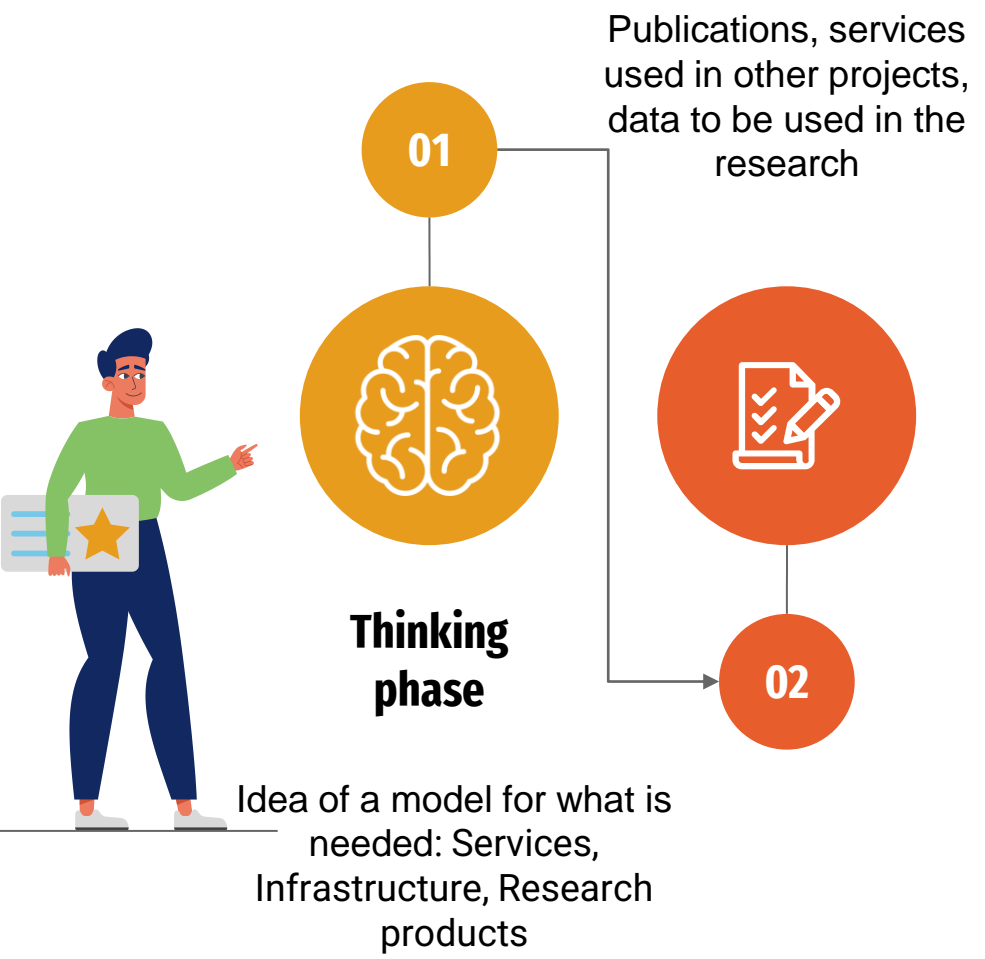 Publications, services
used in other projects,
data to be used in the
research
01
02
Thinking
phase
Idea of a model for what is
needed: Services,
Infrastructure, Research
products